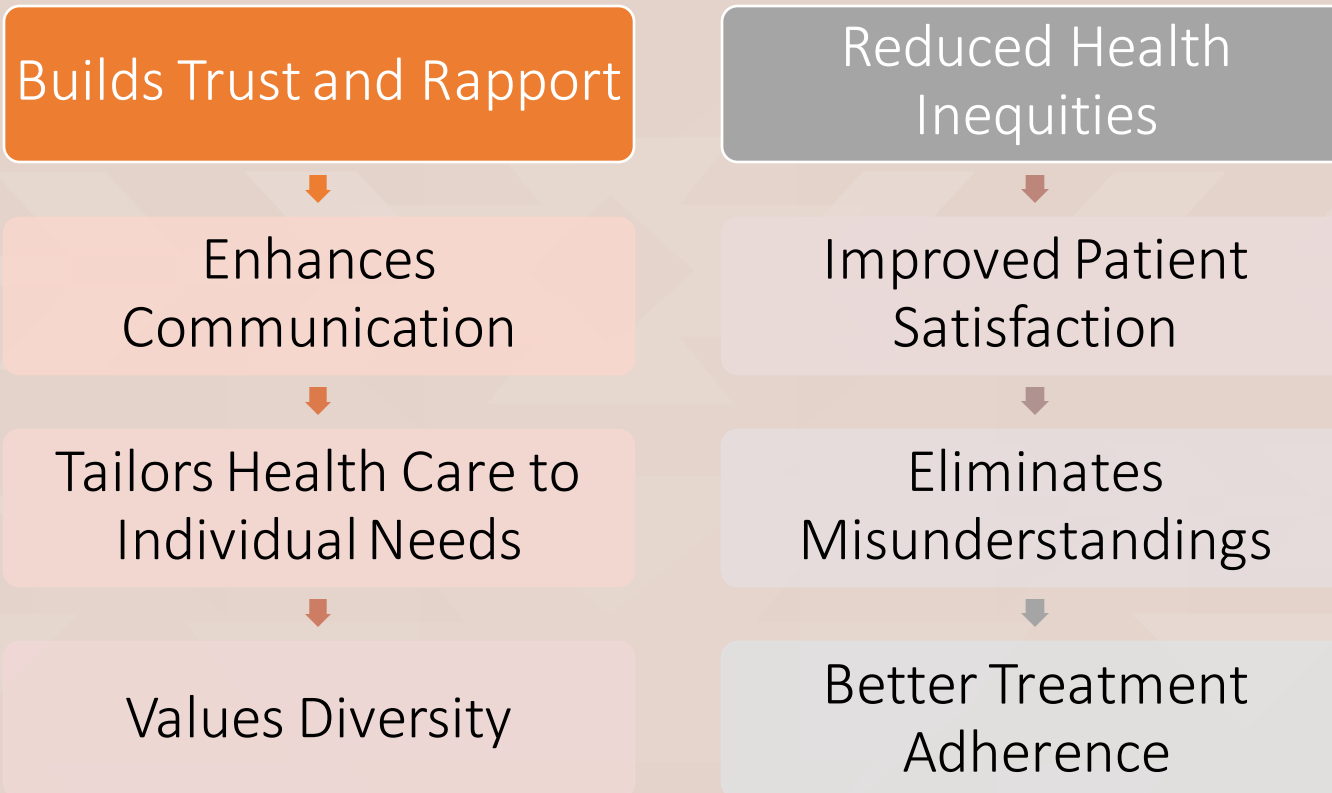 Builds Trust and Rapport
Enhances
Communication
Tailors Health Care to
Individual Needs
Values Diversity
Reduced Health
Inequities
Improved Patient
Satisfaction
Eliminates
Misunderstandings
Better Treatment
Adherence